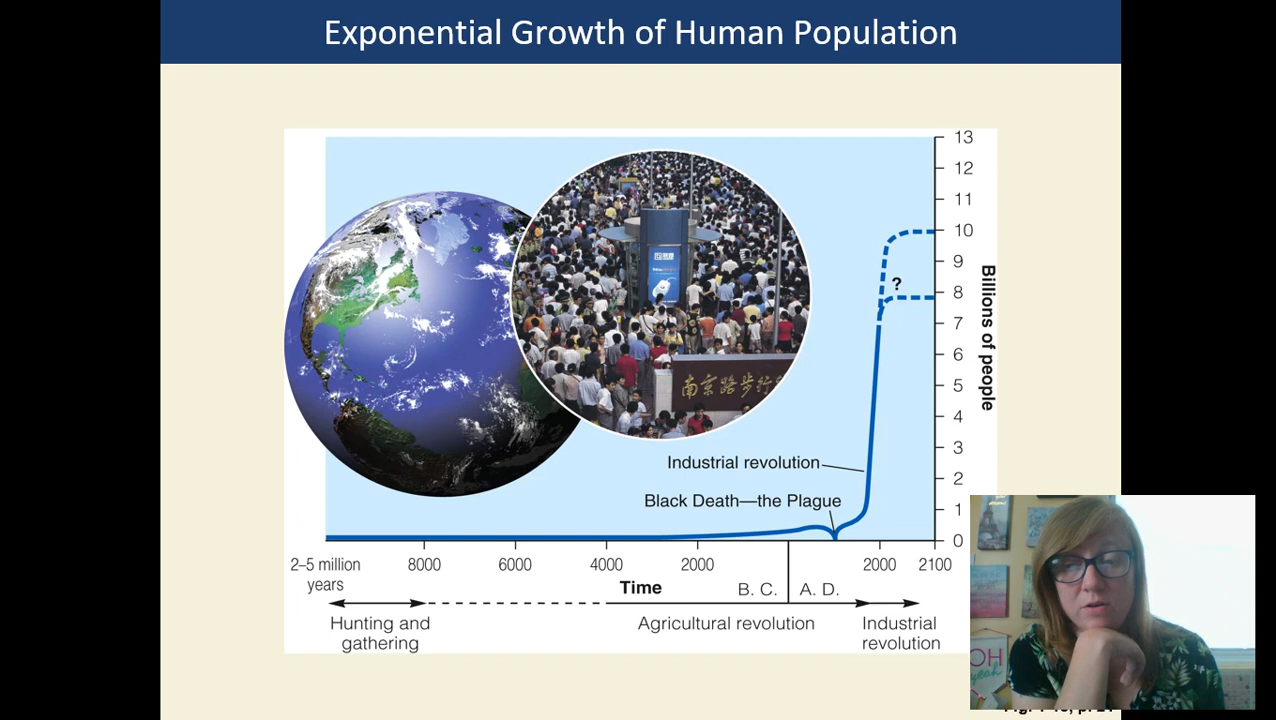 Exponential Growth of Human Population
13
12
11
10
9
8
7
6
5
4
3
2
1
0
?
Billions of people
南京路步行
Industrial revolution
Black Death—the Plague
2–5 million
years
8000
6000
4000
2000
2000
2100
Time
B. C.
A. D.
Hunting and
gathering
Agricultural revolution
Industrial
revolution
OH
yeah